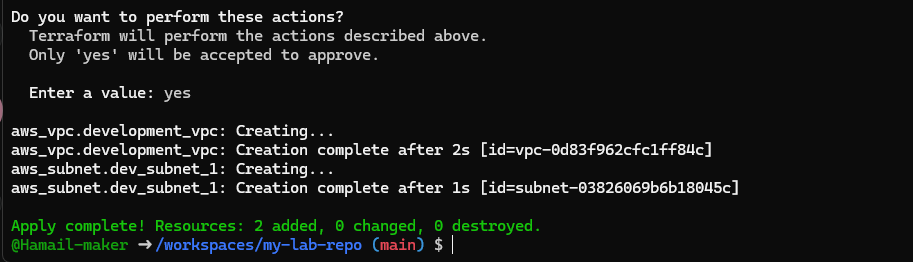 Do you want to perform these actions?
Terraform will perform the actions described above.
Only 'yes' will be accepted to approve.
Enter a value: yes
aws_vpc.development_vpc: Creating...
aws_vpc.development_vpc: Creation complete after 2s [id=vpc-0d83f962cfc1ff84c]
aws_subnet.dev_subnet_1: Creating...
aws_subnet.dev_subnet_1: Creation complete after 1s [id=subnet-03826069b6b18045c]
Apply complete! Resources: 2 added, 0 changed, 0 destroyed.
@Hamail-maker ➜ /workspaces/my-lab-repo (main) $